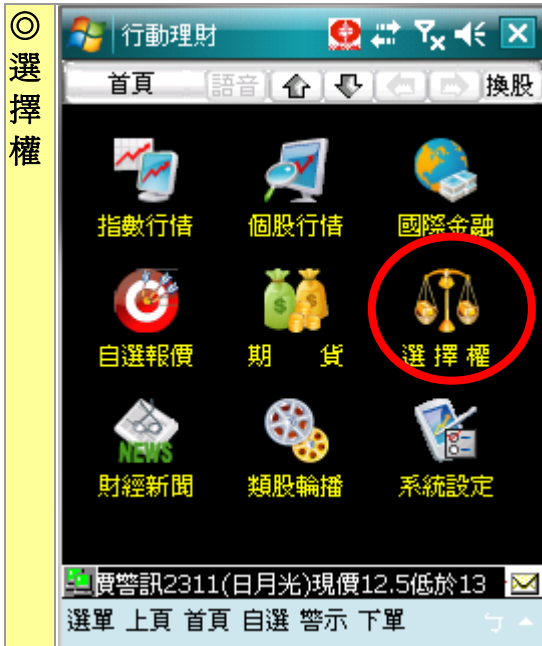 ◎選擇權
行動理財
首頁 語音 換股
指數行情 個股行情 國際金融
自選報價 期 貨 選擇權
NEWS
財經新聞 類股輪播 系統設定
價警訊2311(日月光)現價12.5低於13
選單 上頁 首頁 自選 警示 下單